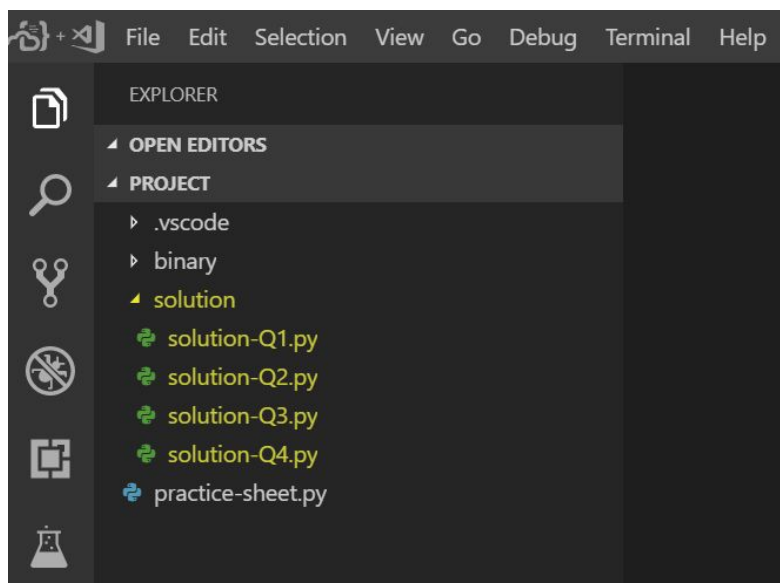 File Edit Selection View Go Debug Terminal Help
EXPLORER
OPEN EDITORS
PROJECT
.vscode
binary
solution
solution-Q1.py
solution-Q2.py
solution-Q3.py
solution-Q4.py
practice-sheet.py